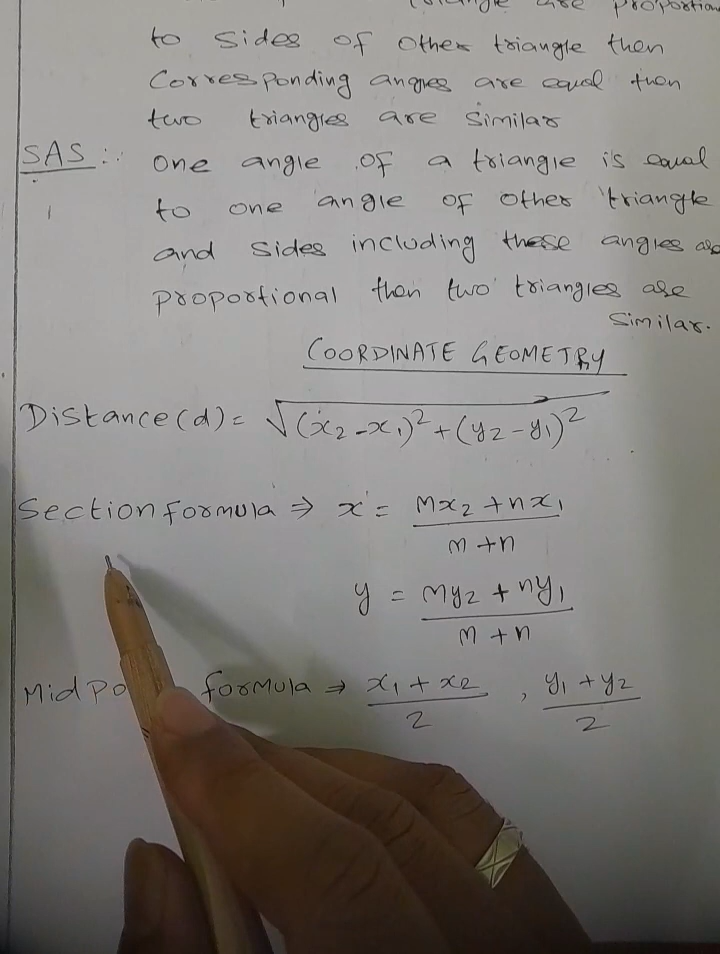 to sides of other triangle then
Corresponding angles are equal then
two triangles are similar
SAS :. One angle of a triangle is equal
to one angle of other triangle
and sides including these angles are
proportional then two triangles are
similar.
COORDINATE GEOMETRY
Distance(d) = √(x₂-x₁)²+(y₂-y₁)²
Section formula ⇒ x = mx₂+nx₁ / m+n
y = my₂+ny₁ / m+n
Midpo formula ⇒ x₁+x₂ / 2 , y₁+y₂ / 2